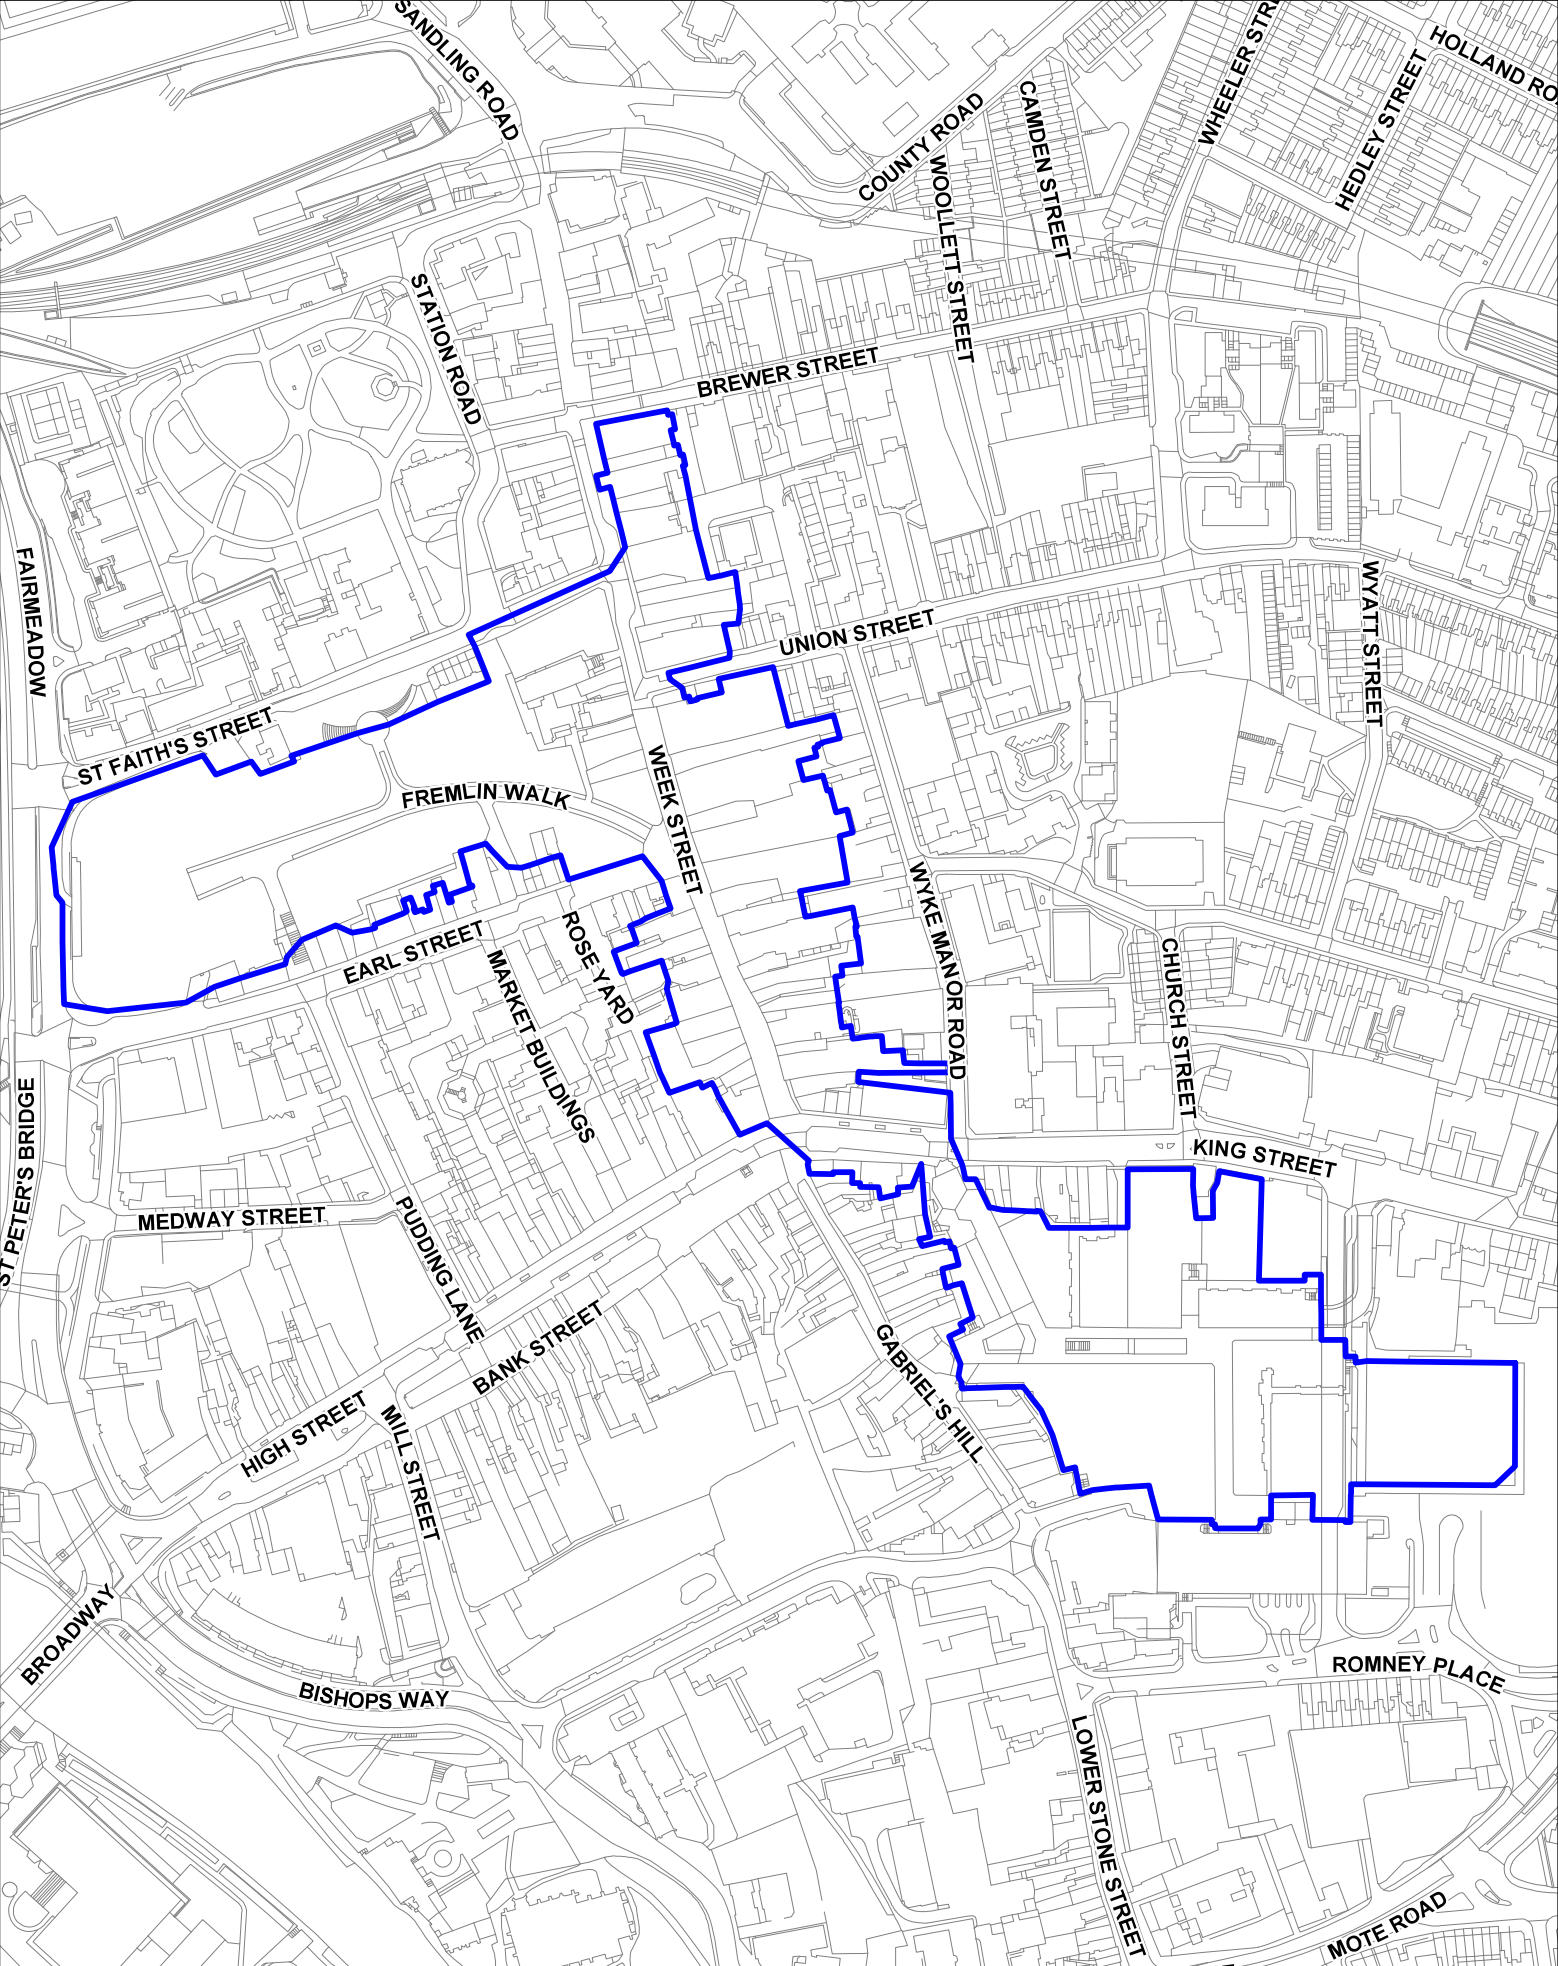 SANDLING ROAD
WHEELER STRE
HOLLAND RO
HEDLEY STREET
COUNTY ROAD
CAMDEN STREET
WOOLLETT STREET
STATION ROAD
BREWER STREET
FAIRMEADOW
UNION STREET
WYATT STREET
ST FAITH'S STREET
FREMLIN WALK
WEEK STREET
WYKE MANOR ROAD
EARL STREET
ROSE YARD
MARKET BUILDINGS
CHURCH STREET
ST PETER'S BRIDGE
KING STREET
MEDWAY STREET
PUDDING LANE
BANK STREET
GABRIEL'S HILL
HIGH STREET
MILL STREET
BROADWAY
BISHOPS WAY
ROMNEY PLACE
LOWER STONE STREET
MOTE ROAD